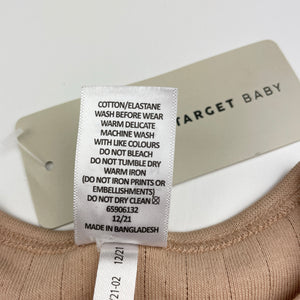 TARGET BABY
COTTON/ELASTANE
WASH BEFORE WEAR
WARM DELICATE
MACHINE WASH
WITH LIKE COLOURS
DO NOT BLEACH
DO NOT TUMBLE DRY
WARM IRON
(DO NOT IRON PRINTS OR
EMBELLISHMENTS)
DO NOT DRY CLEAN ☒
65906132
12/21
MADE IN BANGLADESH
21-02 12/21